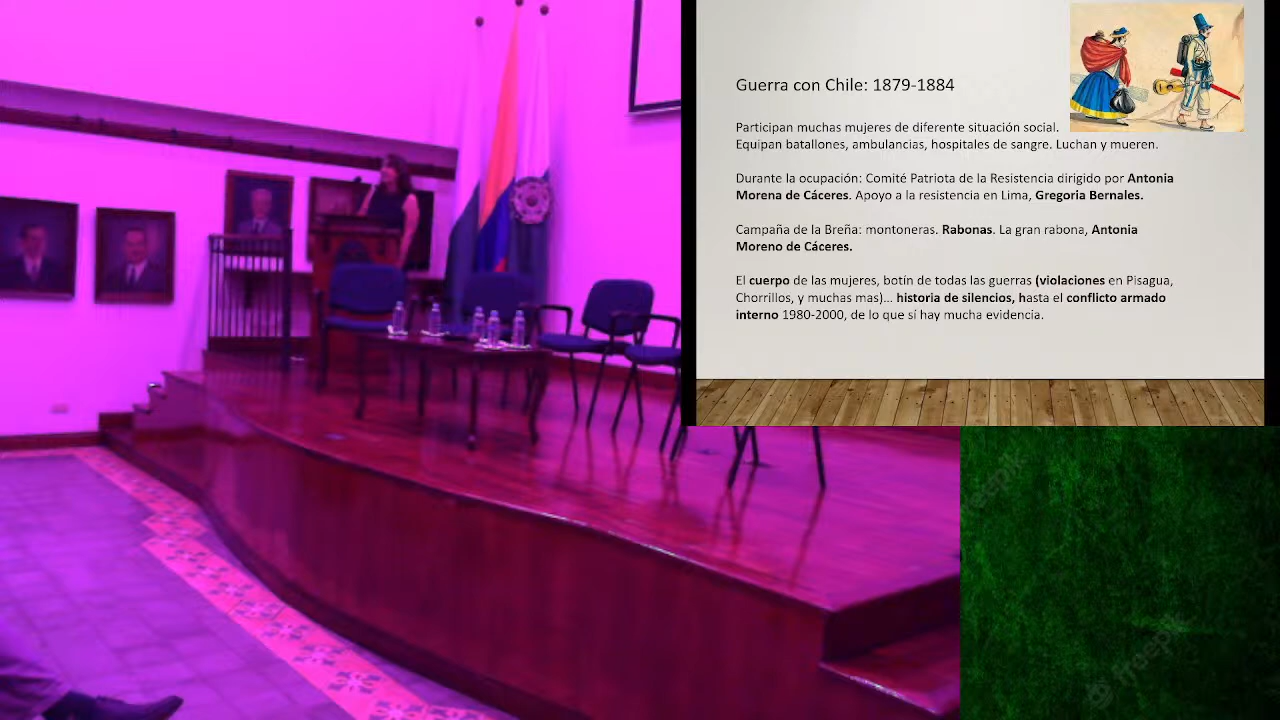 Guerra con Chile: 1879-1884
Participan muchas mujeres de diferente situación social.
Equipan batallones, ambulancias, hospitales de sangre. Luchan y mueren.
Durante la ocupación: Comité Patriota de la Resistencia dirigido por Antonia
Morena de Cáceres. Apoyo a la resistencia en Lima, Gregoria Bernales.
Campaña de la Breña: montoneras. Rabonas. La gran rabona, Antonia
Moreno de Cáceres.
El cuerpo de las mujeres, botín de todas las guerras (violaciones en Pisagua,
Chorrillos, y muchas mas)... historia de silencios, hasta el conflicto armado
interno 1980-2000, de lo que sí hay mucha evidencia.
freepik
freepik